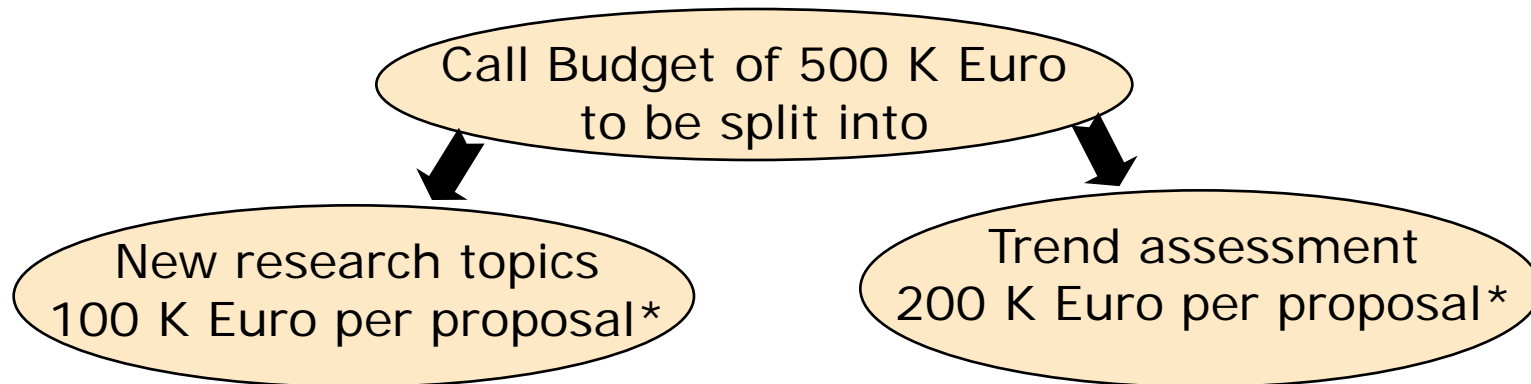 Call Budget of 500 K Euro
to be split into
New research topics
100 K Euro per proposal*
Trend assessment
200 K Euro per proposal*